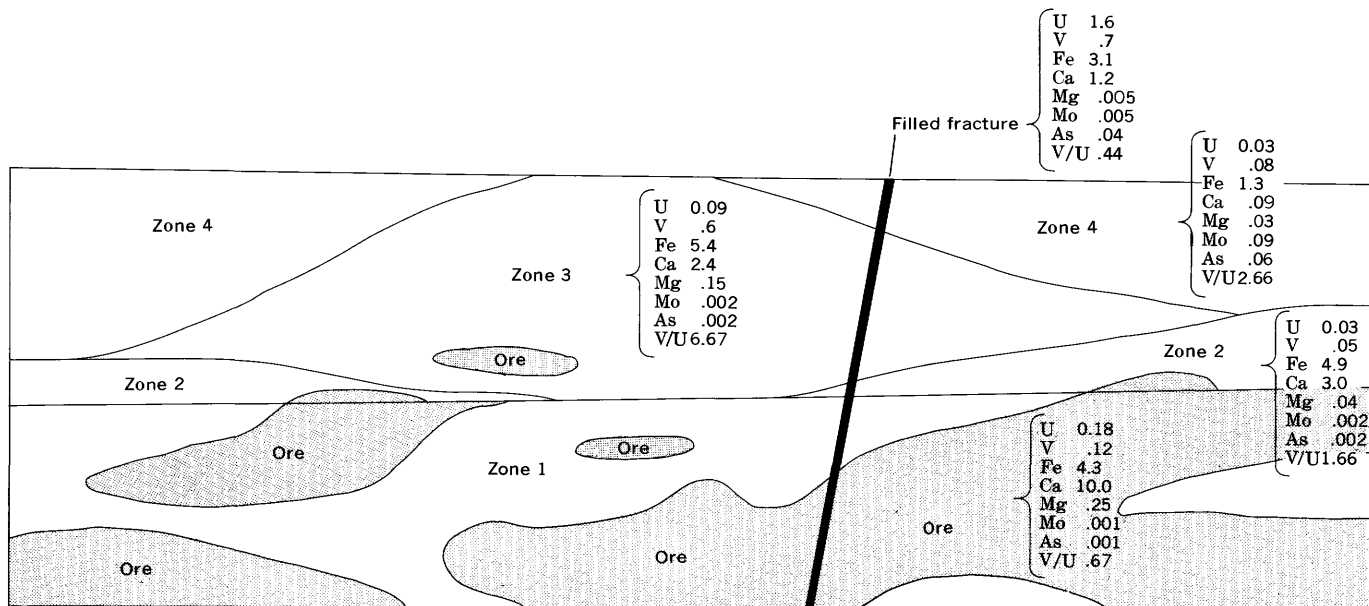 U 1.6
V .7
Fe 3.1
Ca 1.2
Mg .005
Mo .005
As .04
V/U .44
Filled fracture
U 0.03
V .08
Fe 1.3
Ca .09
Mg .03
Mo .09
As .06
V/U 2.66
Zone 4
Zone 4
Zone 3
U 0.09
V .6
Fe 5.4
Ca 2.4
Mg .15
Mo .002
As .002
V/U 6.67
Ore
Zone 2
Zone 2
U 0.03
V .05
Fe 4.9
Ca 3.0
Mg .04
Mo .002
As .002
V/U 1.66
Ore
Zone 1
Ore
U 0.18
V .12
Fe 4.3
Ca 10.0
Mg .25
Mo .001
As .001
V/U .67
Ore
Ore
Ore